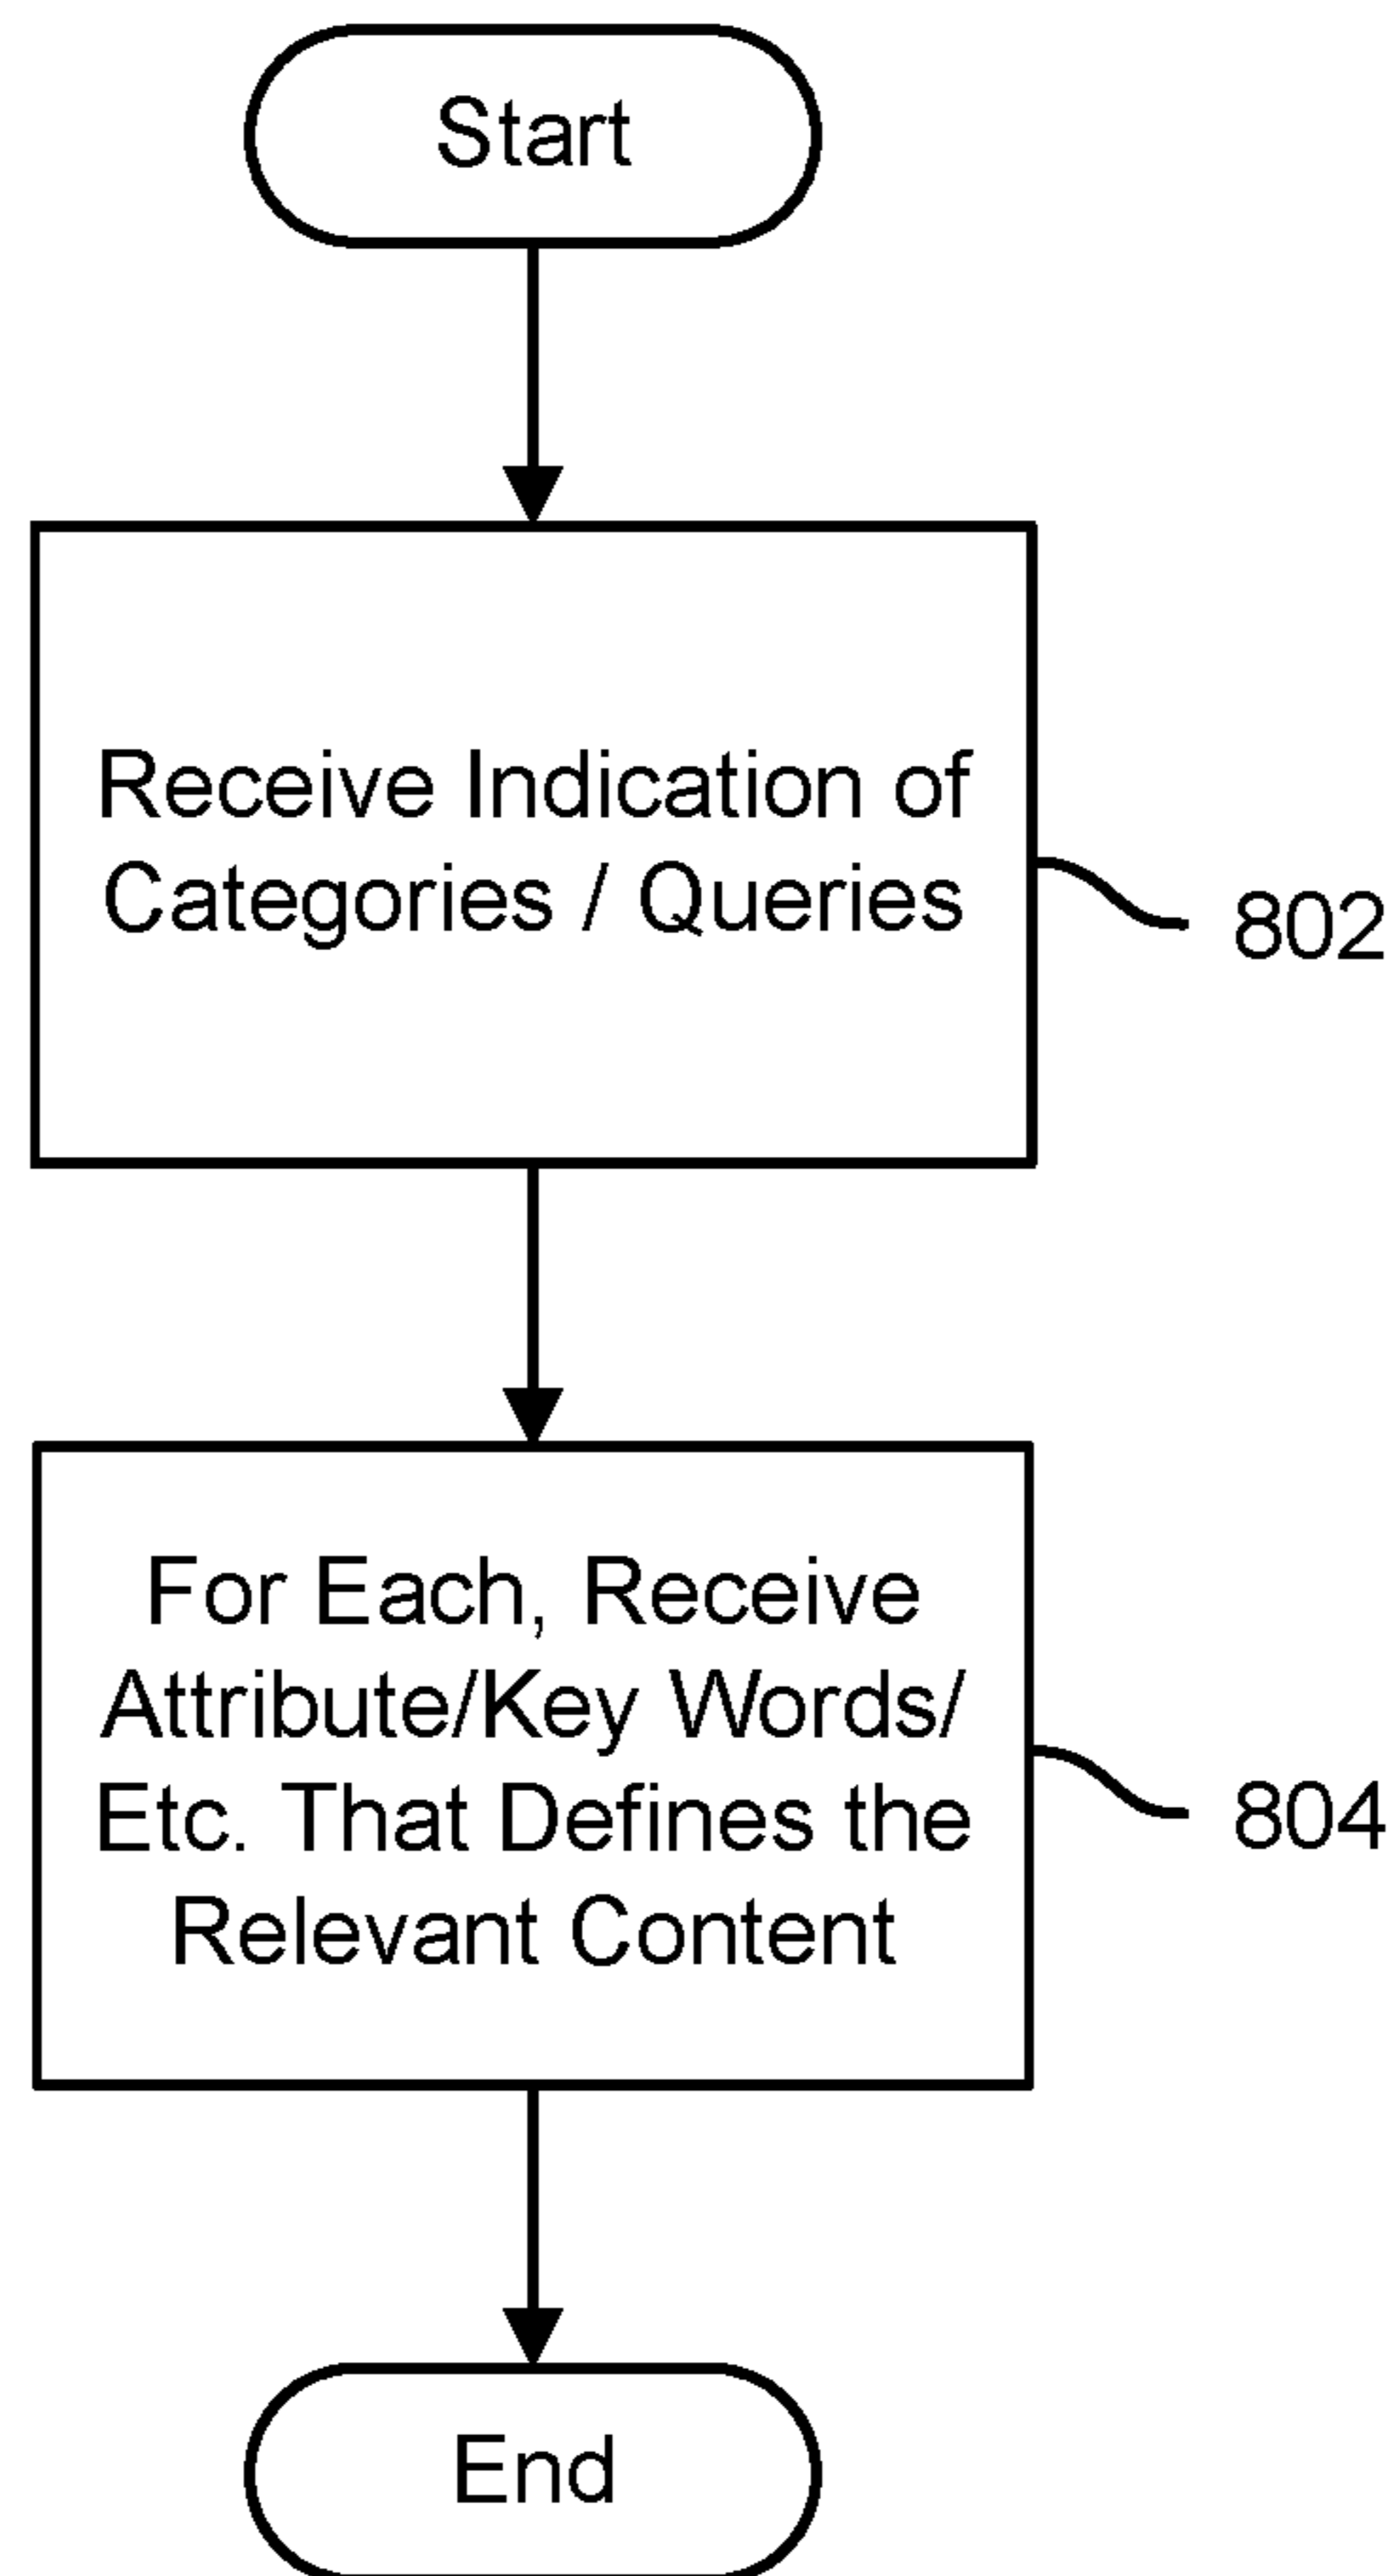 Start
Receive Indication of
Categories / Queries
802
For Each, Receive
Attribute/Key Words/
Etc. That Defines the
Relevant Content
804
End